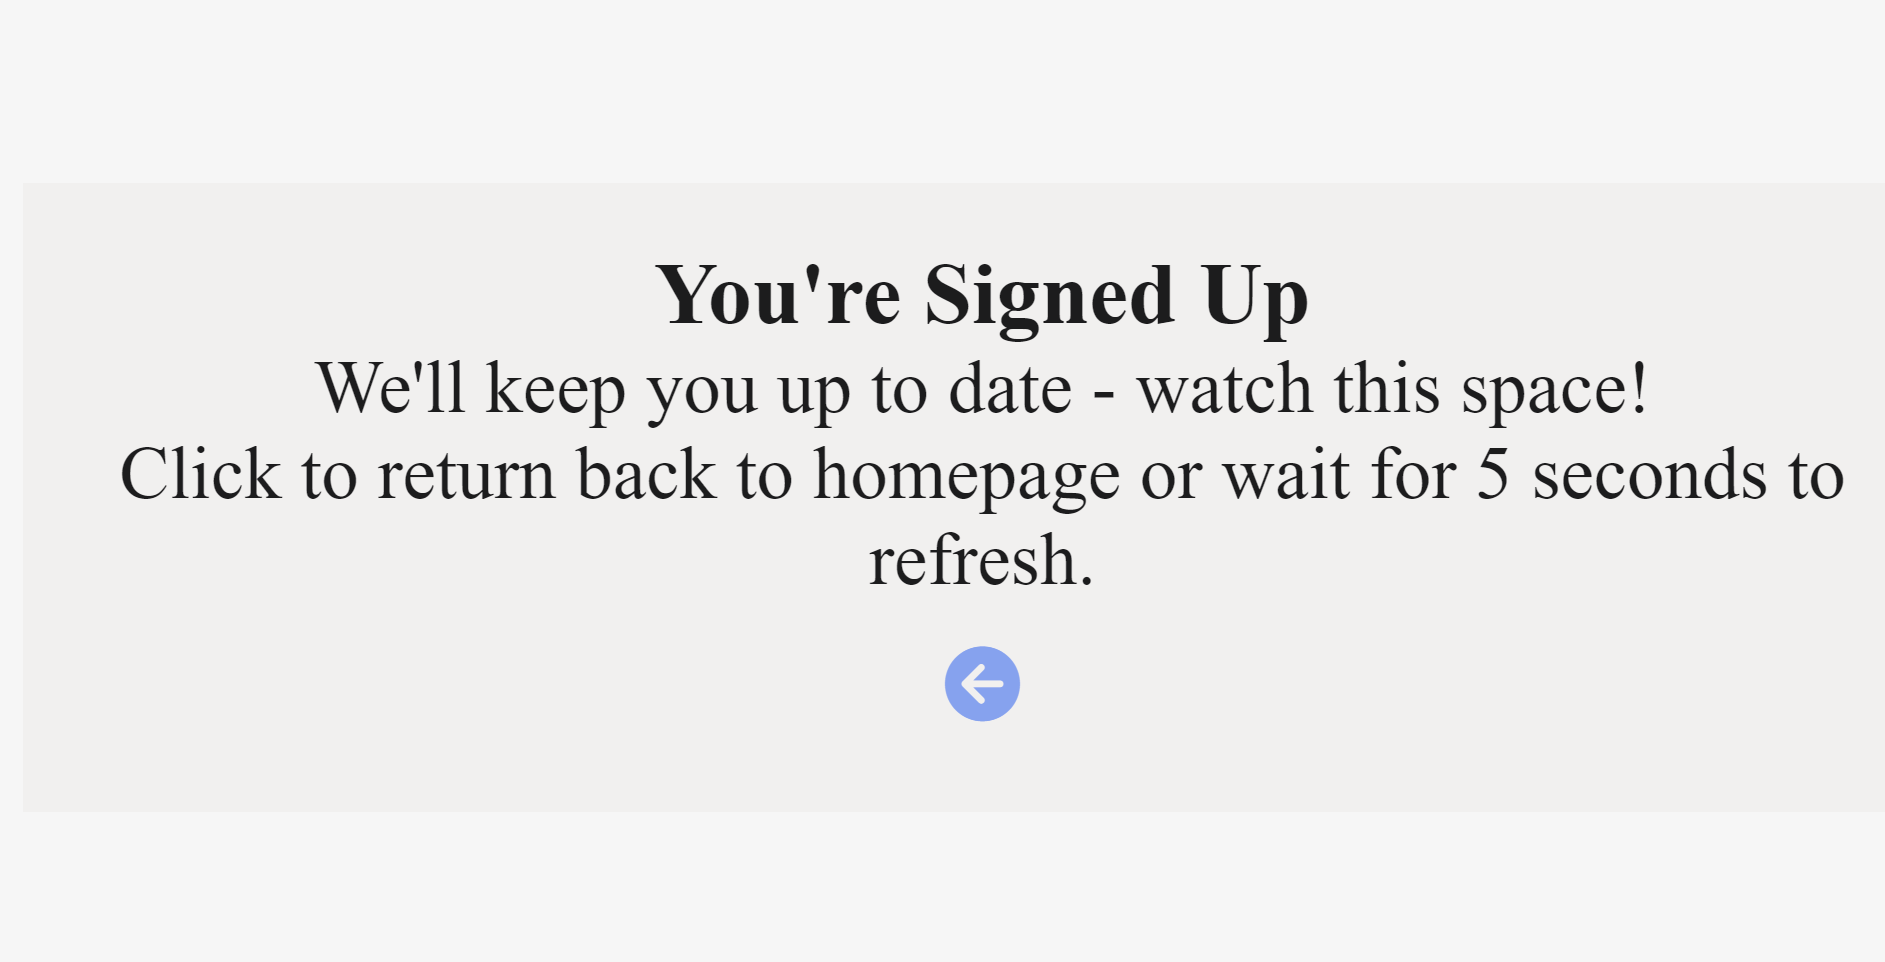 You're Signed Up
We'll keep you up to date - watch this space!
Click to return back to homepage or wait for 5 seconds to
refresh.